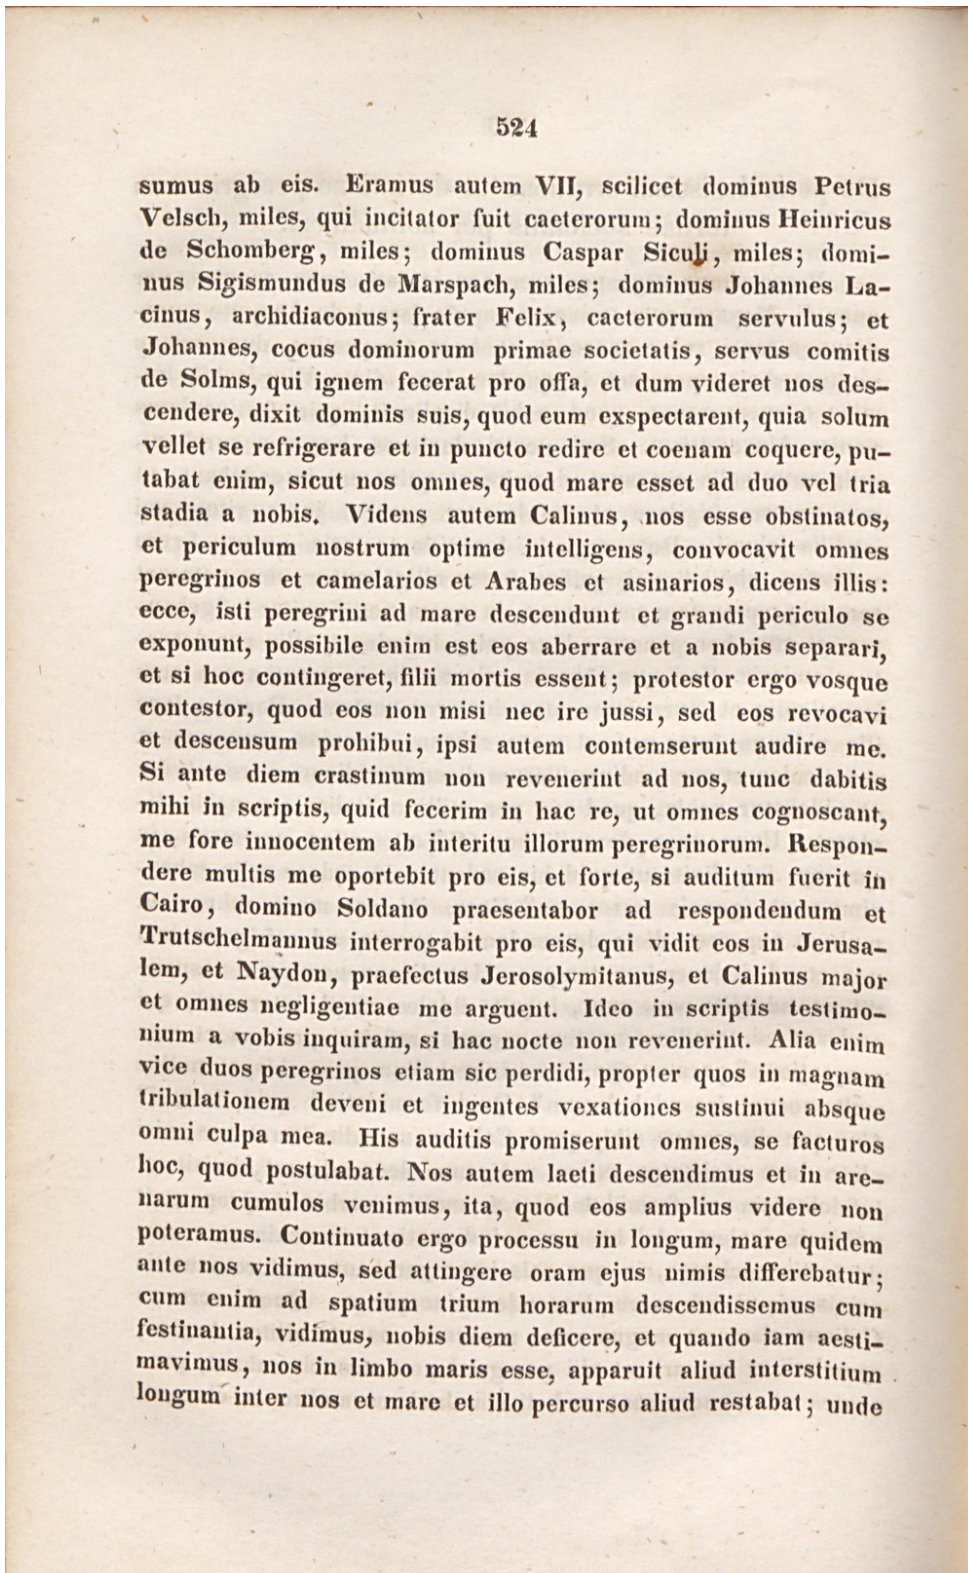 524
sumus ab eis. Eramus autem VII, scilicet dominus Petrus
Velsch, miles, qui incitator fuit caeterorum; dominus Heinricus
de Schomberg, miles; dominus Caspar Siculi, miles; domi-
nus Sigismundus de Marspach, miles; dominus Johannes La-
cinus, archidiaconus; frater Felix, caeterorum servulus; et
Johannes, cocus dominorum primae societatis, servus comitis
de Solms, qui ignem fecerat pro offa, et dum videret nos des-
cendere, dixit dominis suis, quod eum exspectarent, quia solum
vellet se refrigerare et in puncto redire et coenam coquere, pu-
tabat enim, sicut nos omnes, quod mare esset ad duo vel tria
stadia a nobis. Videns autem Calinus, nos esse obstinatos,
et periculum nostrum optime intelligens, convocavit omnes
peregrinos et camelarios et Arabes et asinarios, dicens illis:
ecce, isti peregrini ad mare descendunt et grandi periculo se
exponunt, possibile enim est eos aberrare et a nobis separari,
et si hoc contingeret, filii mortis essent; protestor ergo vosque
contestor, quod eos non misi nec ire jussi, sed eos revocavi
et descensum prohibui, ipsi autem contemserunt audire me.
Si ante diem crastinum non revenerint ad nos, tunc dabitis
mihi in scriptis, quid fecerim in hac re, ut omnes cognoscant,
me fore innocentem ab interitu illorum peregrinorum. Respon-
dere multis me oportebit pro eis, et forte, si auditum fuerit in
Cairo, domino Soldano praesentabor ad respondendum et
Trutschelmannus interrogabit pro eis, qui vidit eos in Jerusa-
lem, et Naydon, praefectus Jerosolymitanus, et Calinus major
et omnes negligentiae me arguent. Ideo in scriptis testimo-
nium a vobis inquiram, si hac nocte non revenerint. Alia enim
vice duos peregrinos etiam sic perdidi, propter quos in magnam
tribulationem deveni et ingentes vexationes sustinui absque
omni culpa mea. His auditis promiserunt omnes, se facturos
hoc, quod postulabat. Nos autem laeti descendimus et in are-
narum cumulos venimus, ita, quod eos amplius videre non
poteramus. Continuato ergo processu in longum, mare quidem
ante nos vidimus, sed attingere oram ejus nimis differebatur;
cum enim ad spatium trium horarum descendissemus cum
festinantia, vidimus, nobis diem deficere, et quando iam aesti-
mavimus, nos in limbo maris esse, apparuit aliud interstitium
longum inter nos et mare et illo percurso aliud restabat; unde